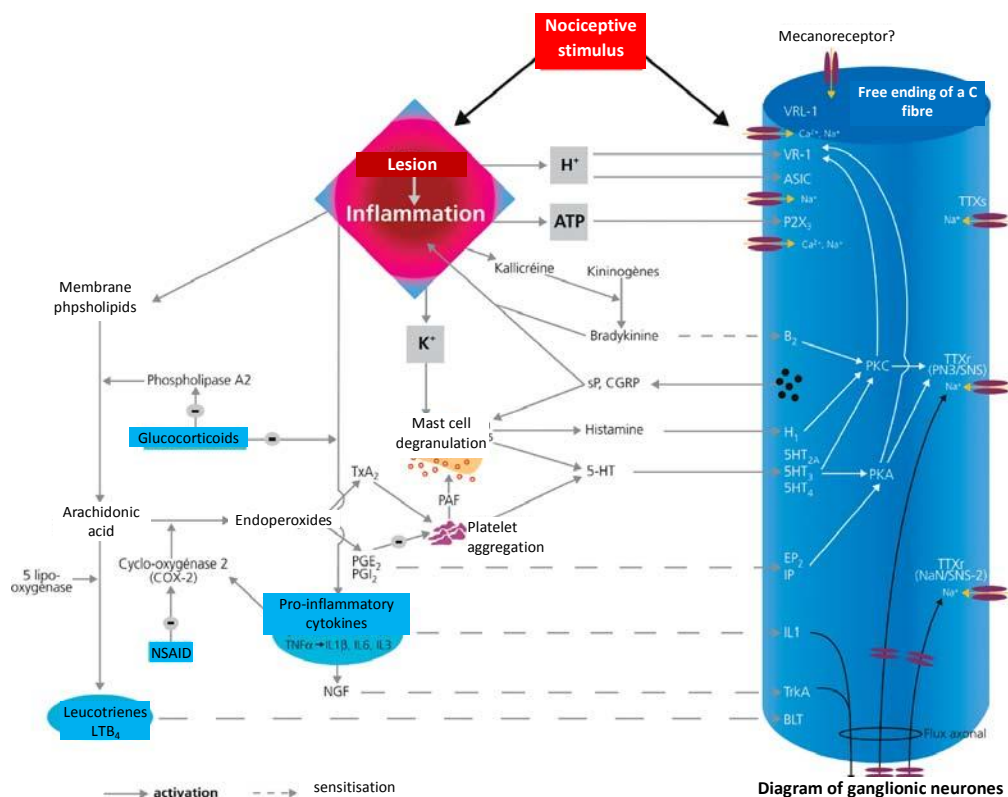 Nociceptive
stimulus
Mecanoreceptor?
Free ending of a C
fibre
VRL-1
Ca²⁺, Na⁺
Lesion
H⁺
VR-1
ASIC
Na⁺
TTXs
Na⁺
Inflammation
ATP
P2X₃
Ca²⁺, Na⁺
Kallicréine
Kininogènes
Membrane
phpsholipids
K⁺
Bradykinine
B₂
TTXr
(PN3/SNS)
Na⁺
PKC
Phospholipase A2
sP, CGRP
-
Glucocorticoids
-
Mast cell
degranulation
Histamine
H₁
5HT₂A
5HT₃
5HT₄
PKA
TxA₂
5-HT
PAF
Arachidonic
acid
Endoperoxides
Platelet
aggregation
-
Cyclo-oxygénase 2
(COX-2)
PGE₂
PGI₂
EP₂
IP
5 lipo-
oxygénase
TTXr
(NaN/SNS-2)
Na⁺
-
NSAID
Pro-inflammatory
cytokines
TNFα→IL1β, IL6, IL3
IL1
NGF
TrkA
Leucotrienes
LTB₄
BLT
Flux axonal
activation
sensitisation
Diagram of ganglionic neurones